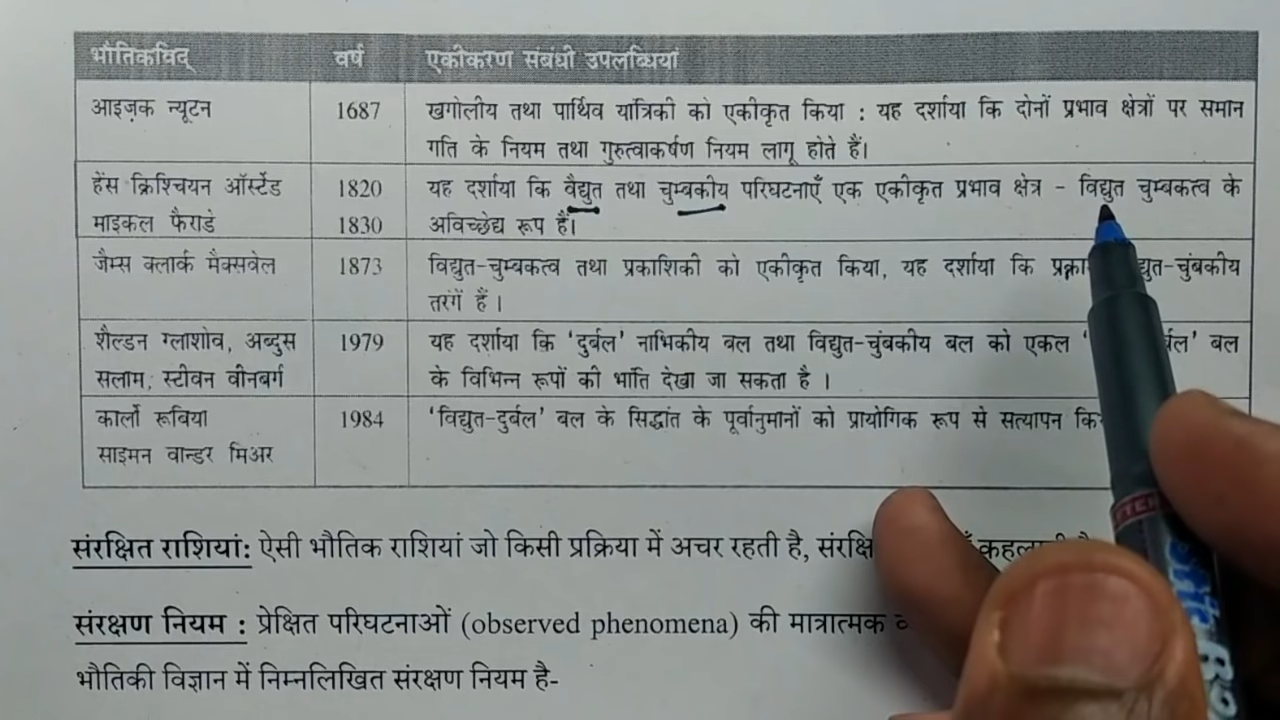 भौतिकविद् वर्ष एकीकरण संबंधी उपलब्धियां
आइज़क न्यूटन 1687 खगोलीय तथा पार्थिव यांत्रिकी को एकीकृत किया : यह दर्शाया कि दोनों प्रभाव क्षेत्रों पर समान
गति के नियम तथा गुरुत्वाकर्षण नियम लागू होते हैं।
हेंस क्रिश्चियन ऑर्स्टेड 1820 यह दर्शाया कि वैद्युत तथा चुम्बकीय परिघटनाएँ एक एकीकृत प्रभाव क्षेत्र - विद्युत चुम्बकत्व के
माइकल फैराडे 1830 अविच्छेद्य रूप हैं।
जैम्स क्लार्क मैक्सवेल 1873 विद्युत-चुम्बकत्व तथा प्रकाशिकी को एकीकृत किया, यह दर्शाया कि चुंबकीय
तरंगें हैं ।
शैल्डन ग्लाशोव, अब्दुस 1979 यह दर्शाया कि 'दुर्बल' नाभिकीय बल तथा विद्युत-चुंबकीय बल को एकल बल
सलाम, स्टीवन वीनबर्ग के विभिन्न रूपों की भांति देखा जा सकता है ।
कार्लो रूविया 1984 'विद्युत-दुर्बल' बल के सिद्धांत के पूर्वानुमानों को प्रायोगिक रूप से सत्यापन
साइमन वान्डर मिअर
संरक्षित राशियां: ऐसी भौतिक राशियां जो किसी प्रक्रिया में अचर रहती है,
संरक्षण नियम : प्रेक्षित परिघटनाओं (observed phenomena) की मात्रात्मक
भौतिकी विज्ञान में निम्नलिखित संरक्षण नियम है-